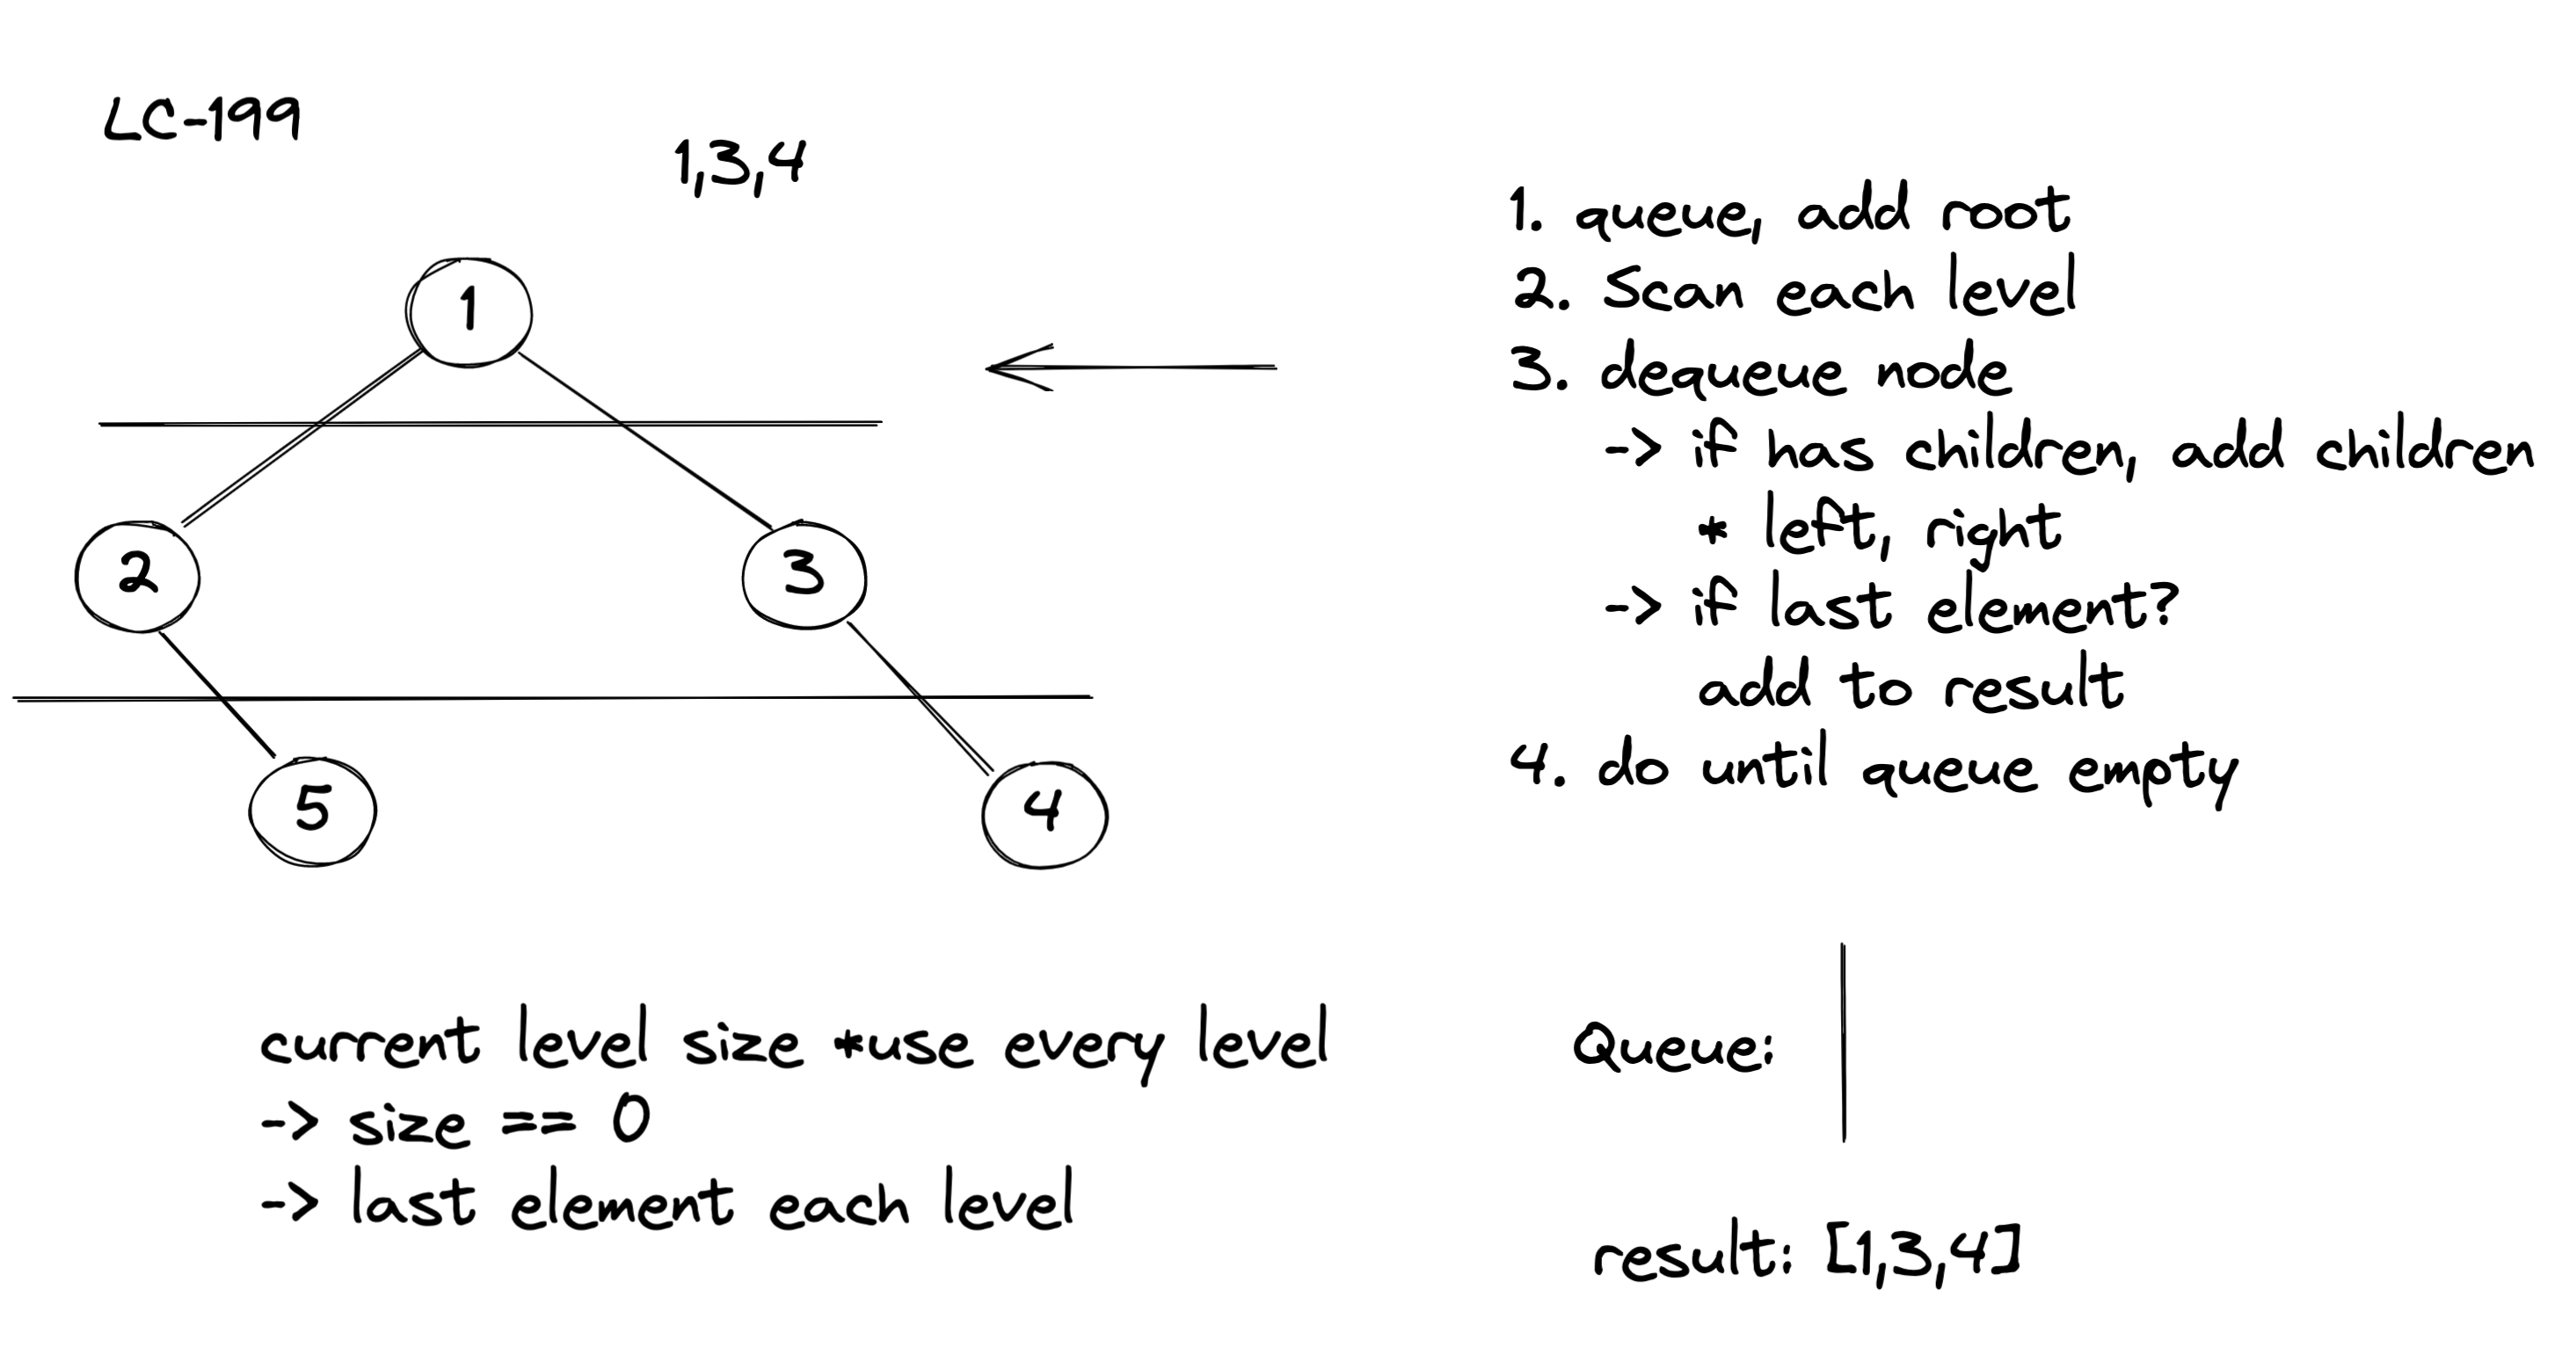 LC-199
1,3,4
1
2
3
5
4
1. queue, add root
2. Scan each level
3. dequeue node
-> if has children, add children
* left, right
-> if last element?
add to result
4. do until queue empty
current level size *use every level
-> size == 0
-> last element each level
Queue:
result: [1,3,4]